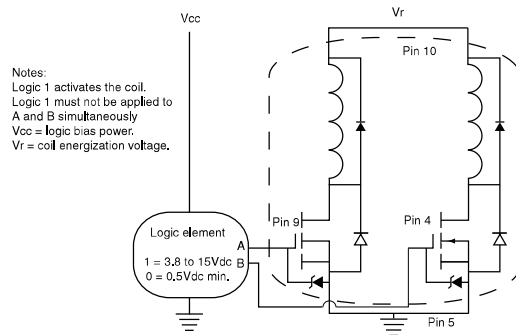 Vcc
Vr
Pin 10
Notes:
Logic 1 activates the coil.
Logic 1 must not be applied to
A and B simultaneously
Vcc = logic bias power.
Vr = coil energization voltage.
Pin 9
Pin 4
Logic element
A
B
1 = 3.8 to 15Vdc
0 = 0.5Vdc min.
Pin 5